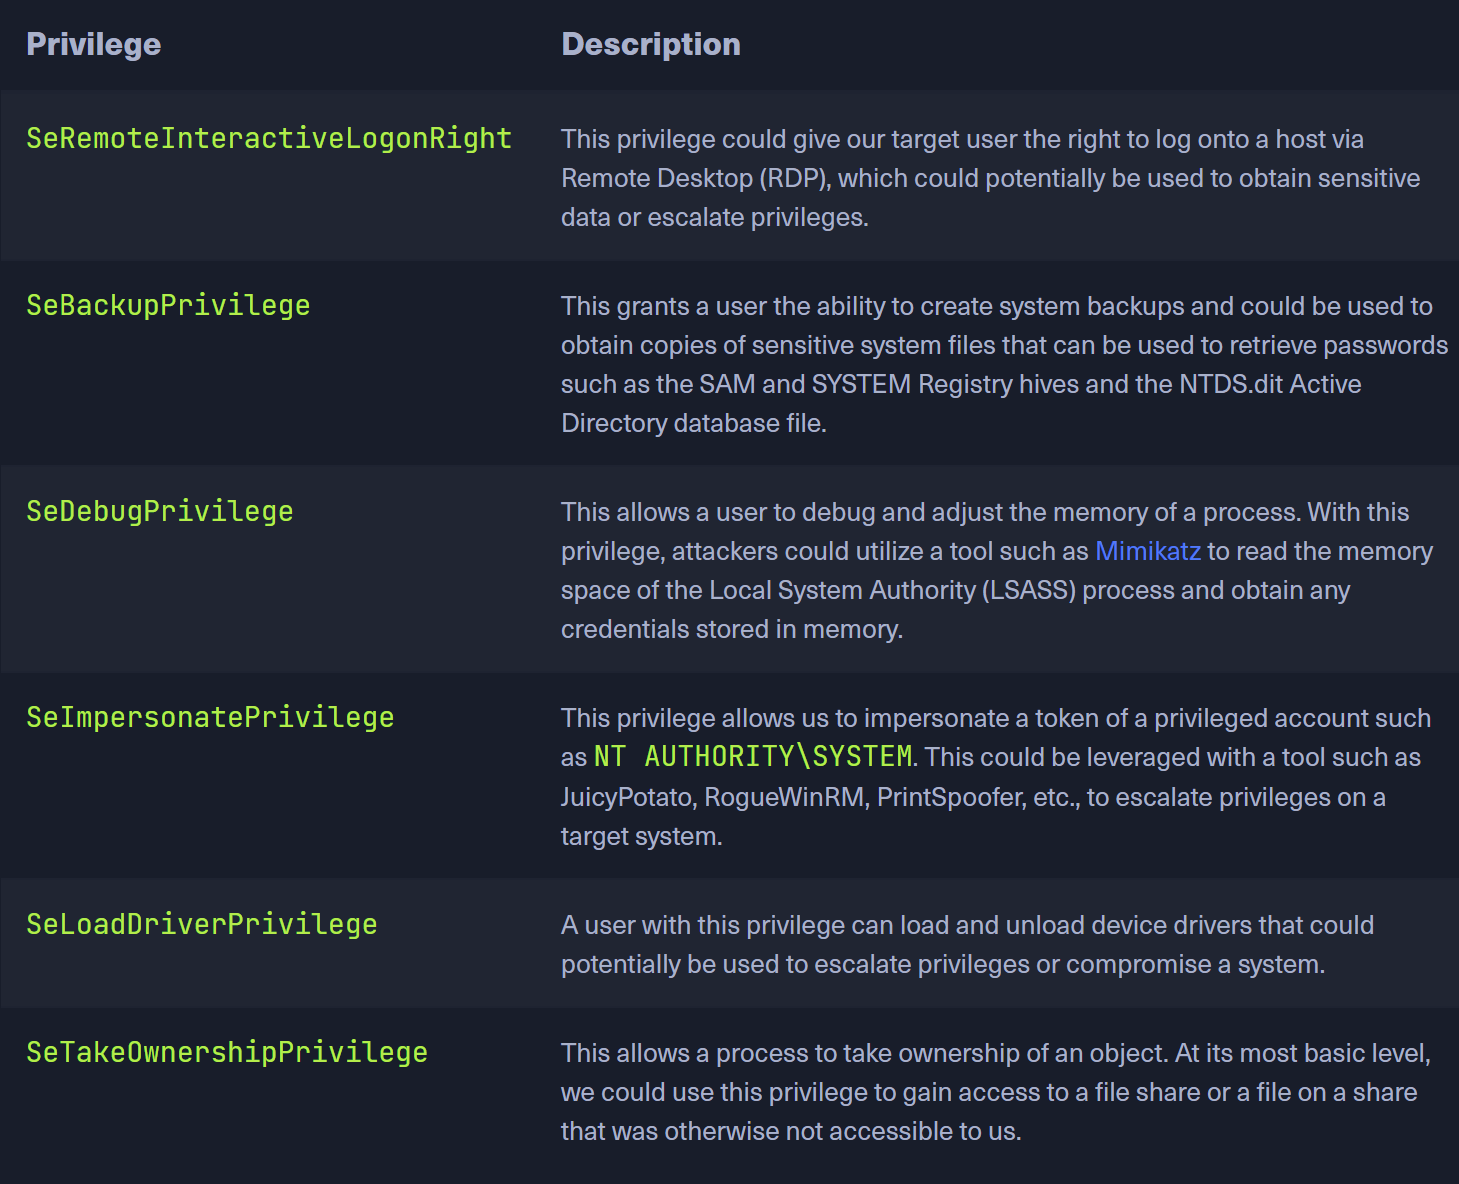 Privilege Description
SeRemoteInteractiveLogonRight This privilege could give our target user the right to log onto a host via
Remote Desktop (RDP), which could potentially be used to obtain sensitive
data or escalate privileges.
SeBackupPrivilege This grants a user the ability to create system backups and could be used to
obtain copies of sensitive system files that can be used to retrieve passwords
such as the SAM and SYSTEM Registry hives and the NTDS.dit Active
Directory database file.
SeDebugPrivilege This allows a user to debug and adjust the memory of a process. With this
privilege, attackers could utilize a tool such as Mimikatz to read the memory
space of the Local System Authority (LSASS) process and obtain any
credentials stored in memory.
SeImpersonatePrivilege This privilege allows us to impersonate a token of a privileged account such
as NT AUTHORITY\SYSTEM. This could be leveraged with a tool such as
JuicyPotato, RogueWinRM, PrintSpoofer, etc., to escalate privileges on a
target system.
SeLoadDriverPrivilege A user with this privilege can load and unload device drivers that could
potentially be used to escalate privileges or compromise a system.
SeTakeOwnershipPrivilege This allows a process to take ownership of an object. At its most basic level,
we could use this privilege to gain access to a file share or a file on a share
that was otherwise not accessible to us.